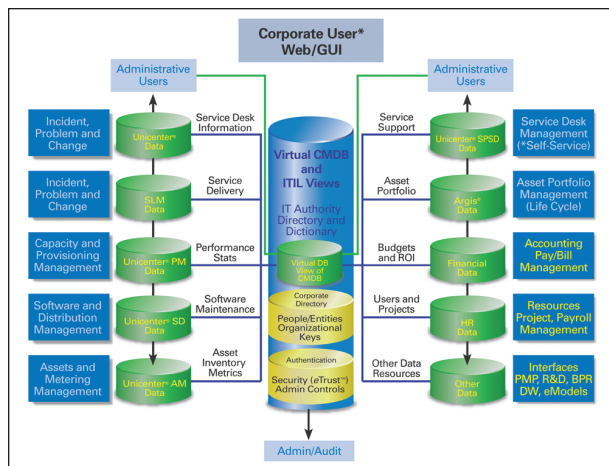 Corporate User*
Web/GUI
Administrative
Users
Administrative
Users
Incident,
Problem and
Change
Unicenter®
Data
Service Desk
Information
Incident,
Problem and
Change
SLM
Data
Service
Delivery
Capacity and
Provisioning
Management
Unicenter® PM
Data
Performance
Stats
Software and
Distribution
Management
Unicenter® SD
Data
Software
Maintenance
Assets and
Metering
Management
Unicenter® AM
Data
Asset
Inventory
Metrics
Virtual CMDB
and
ITIL Views
IT Authority
Directory and
Dictionary
Virtual DB
View of
CMDB
Corporate
Directory
People/Entities
Organizational
Keys
Authentication
Security (eTrust™)
Admin Controls
Admin/Audit
Service
Support
Unicenter® SPSD
Data
Service Desk
Management
(*Self-Service)
Asset
Portfolio
Argis®
Data
Asset Portfolio
Management
(Life Cycle)
Budgets
and ROI
Financial
Data
Accounting
Pay/Bill
Management
Users and
Projects
HR
Data
Resources
Project, Payroll
Management
Other Data
Resources
Other
Data
Interfaces
PMP, R&D, BPR
DW, eModels